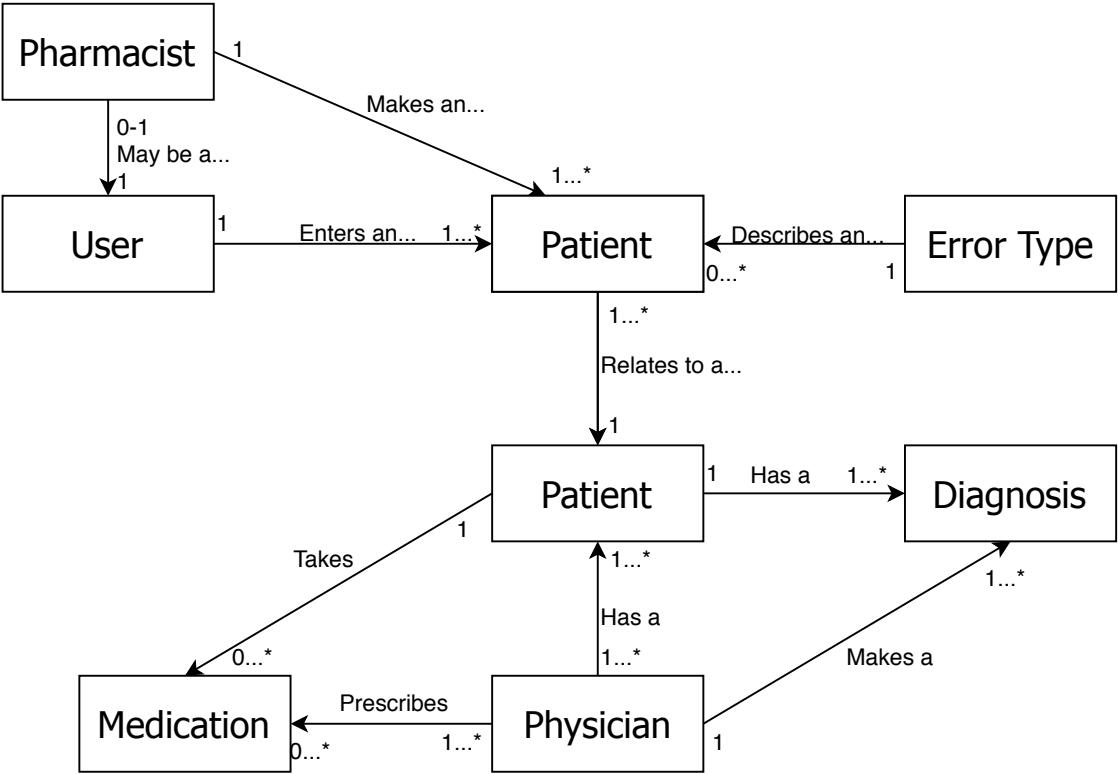 Pharmacist
1
Makes an...
0-1
May be a...
1
1...*
User
1
Enters an...
1...*
Patient
Describes an...
0...*
1
Error Type
1...*
Relates to a...
1
Patient
1
Has a
1...*
Diagnosis
1
Takes
0...*
1...*
Has a
1...*
1...*
Makes a
1
Medication
Prescribes
0...*
1...*
Physician